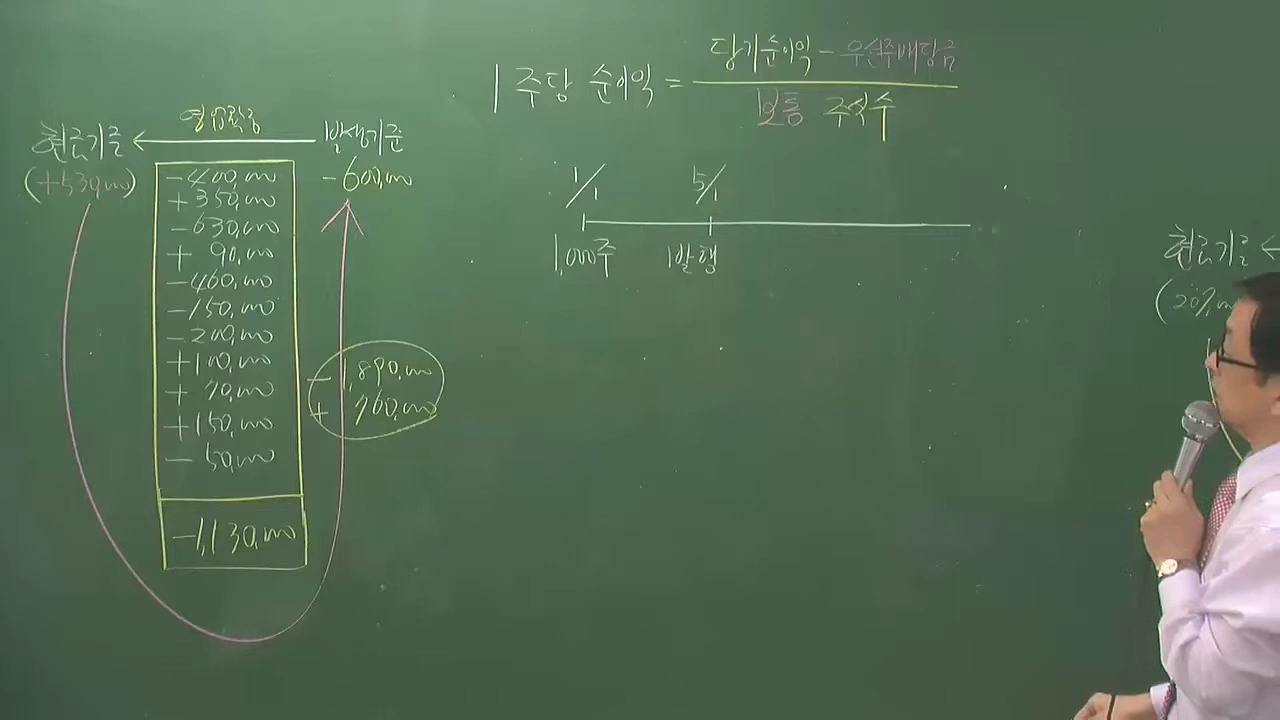 당기순이익 - 우선주배당금
1주당 순이익 =
보통 주식수
영업활동
현금기준
발생기준
(+530,000)
-600,000
-400,000
+350,000
-630,000
+ 90,000
-460,000
-150,000
-200,000
+100,000
+ 70,000
+150,000
- 50,000
-1,130,000
- 1,890,000
+ 760,000
1/1
5/1
1,000주
발행
현금기준 ←